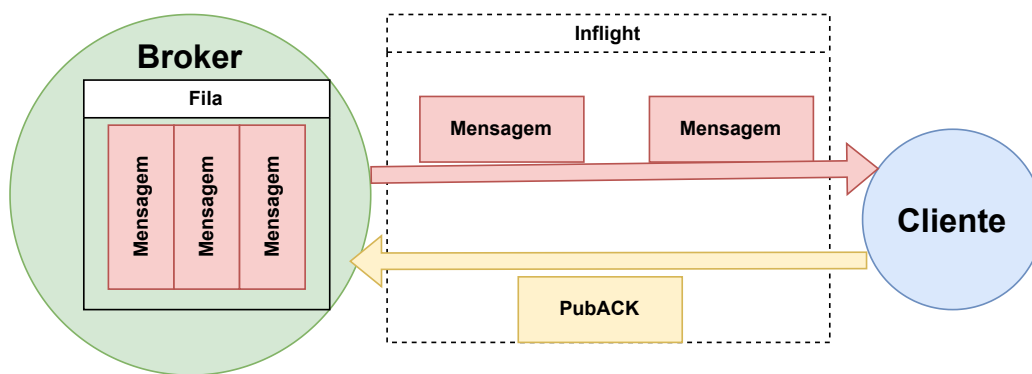 Broker
Fila
Mensagem
Mensagem
Mensagem
Inflight
Mensagem
Mensagem
PubACK
Cliente